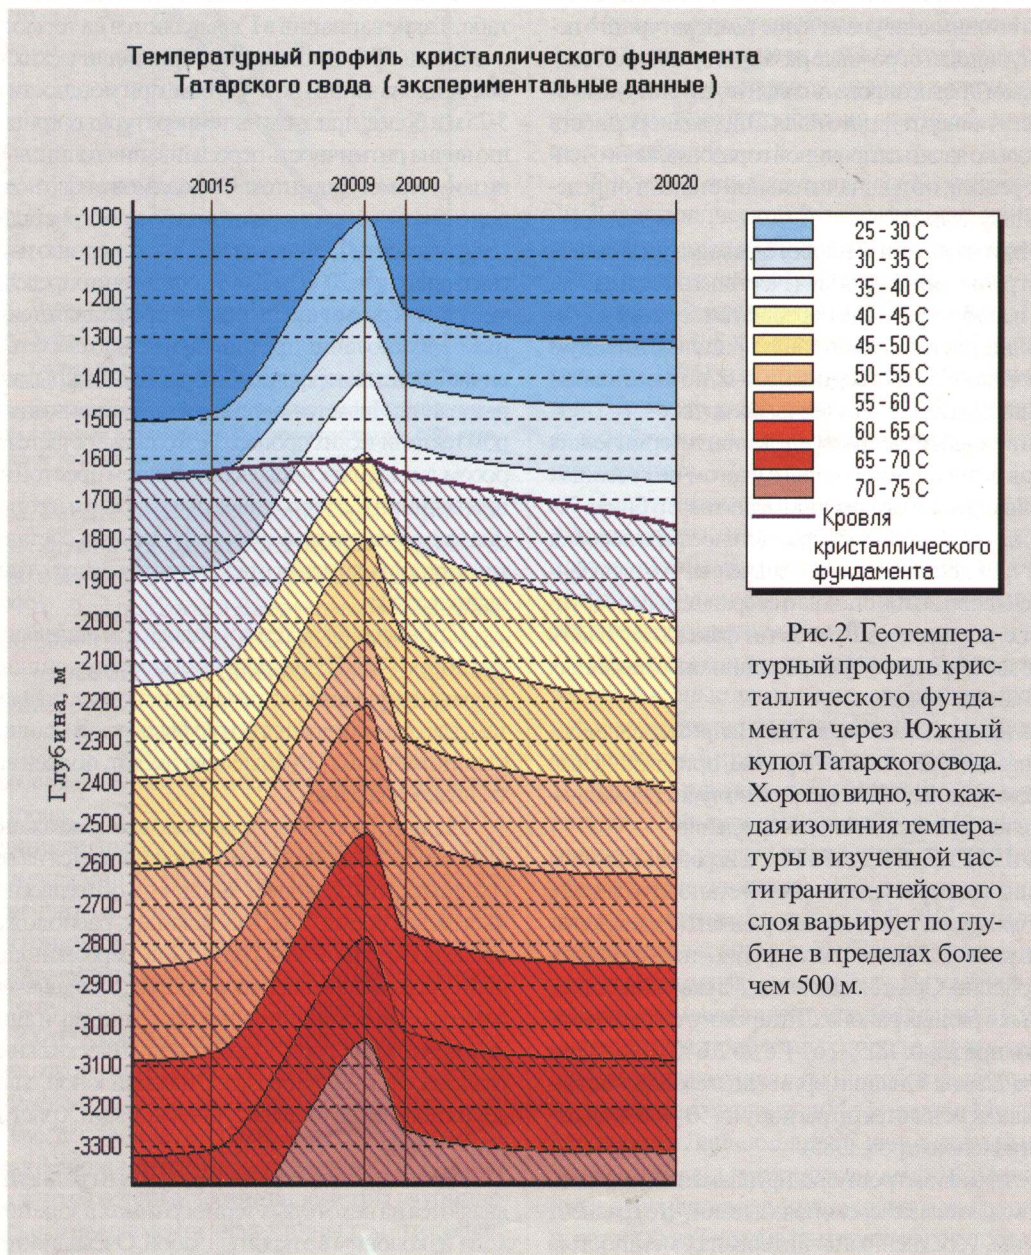 Температурный профиль кристаллического фундамента
Татарского свода ( экспериментальные данные )
20015
20009
20000
20020
Глубина, м
-1000
-1100
-1200
-1300
-1400
-1500
-1600
-1700
-1800
-1900
-2000
-2100
-2200
-2300
-2400
-2500
-2600
-2700
-2800
-2900
-3000
-3100
-3200
-3300
25-30 C
30-35 C
35-40 C
40-45 C
45-50 C
50-55 C
55-60 C
60-65 C
65-70 C
70-75 C
Кровля
кристаллического
фундамента
Рис.2. Геотемпера-
турный профиль крис-
таллического фунда-
мента через Южный
купол Татарского свода.
Хорошо видно, что каж-
дая изолиния темпера-
туры в изученной час-
ти гранито-гнейсового
слоя варьирует по глу-
бине в пределах более
чем 500 м.